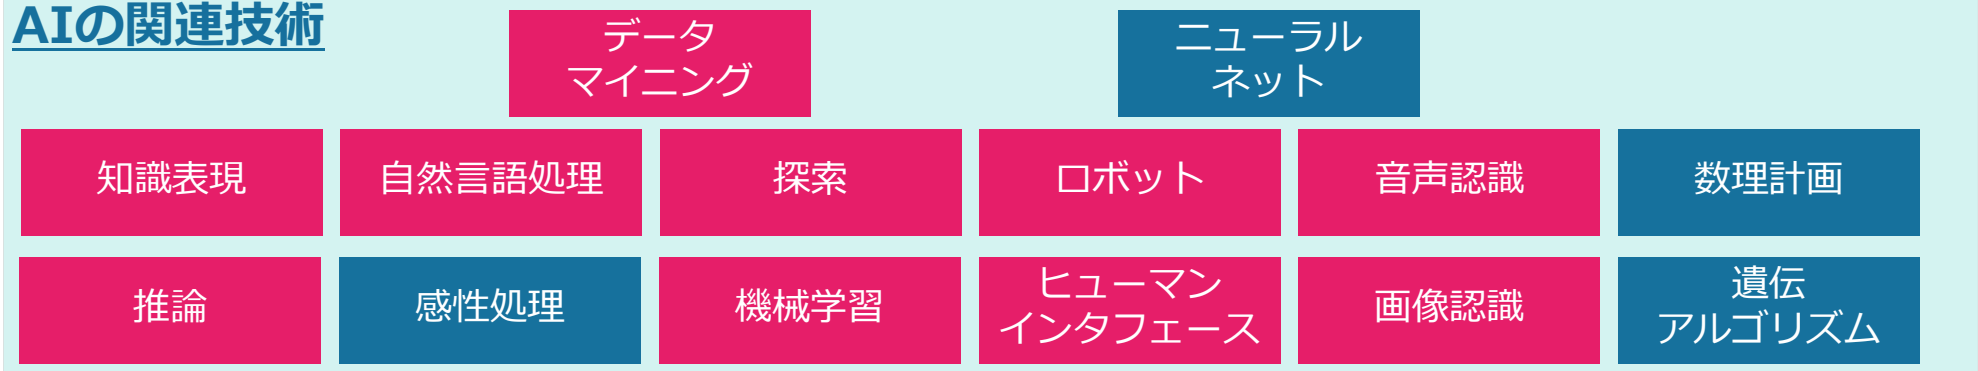 AIの関連技術
データ
マイニング
ニューラル
ネット
知識表現
自然言語処理
探索
ロボット
音声認識
数理計画
推論
感性処理
機械学習
ヒューマン
インタフェース
画像認識
遺伝
アルゴリズム